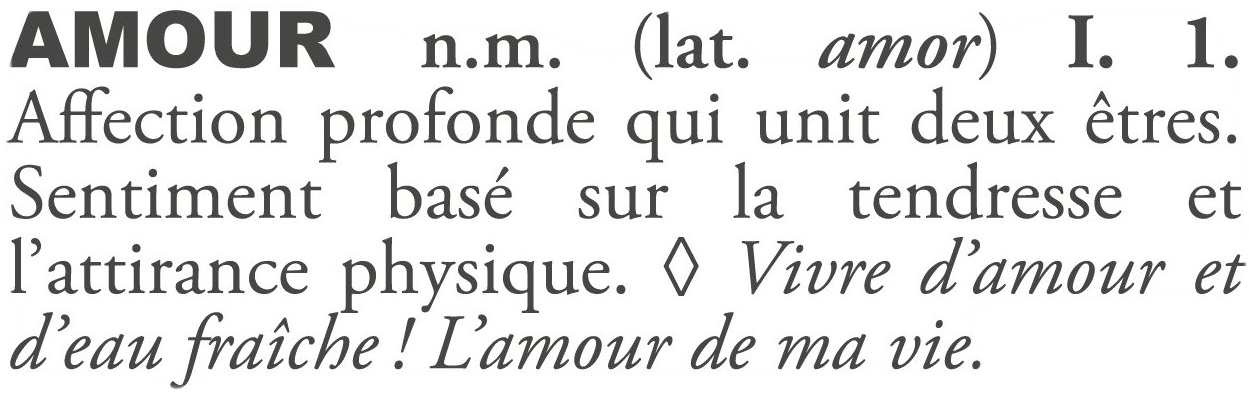 AMOUR n.m. (lat. amor) I. 1.
Affection profonde qui unit deux êtres.
Sentiment basé sur la tendresse et
l’attirance physique. ◊ Vivre d’amour et
d’eau fraîche ! L’amour de ma vie.